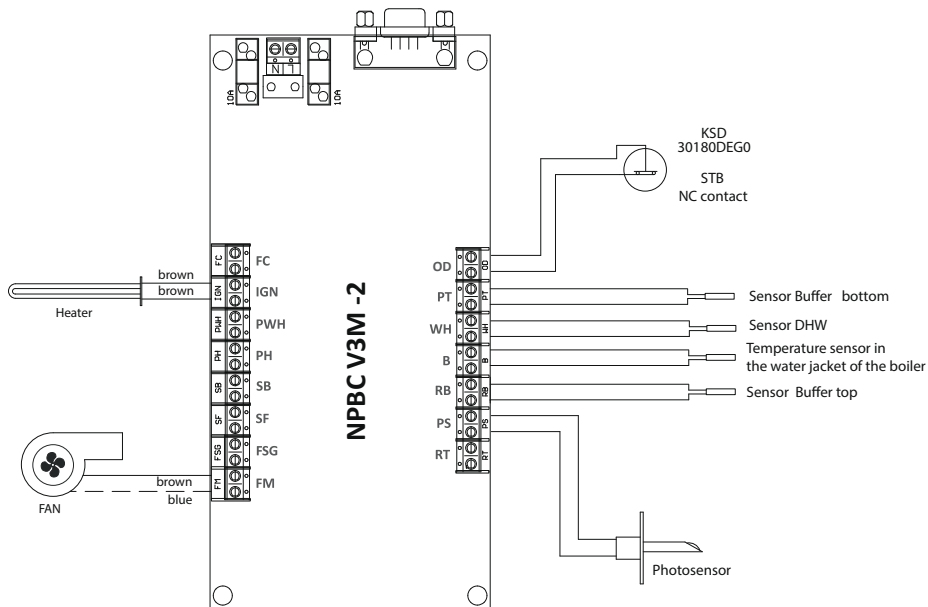 L N
10A
10A
KSD
30180DEG0
STB
NC contact
NPBC V3M -2
brown
brown
Heater
FC
FC
IGN
IGN
PWH
PWH
PH
PH
SB
SB
SF
SF
FSG
FSG
FM
FM
FAN
brown
blue
OD
OD
PT
PT
WH
WH
B
B
RB
RB
PS
PS
RT
RT
Sensor Buffer bottom
Sensor DHW
Temperature sensor in
the water jacket of the boiler
Sensor Buffer top
Photosensor